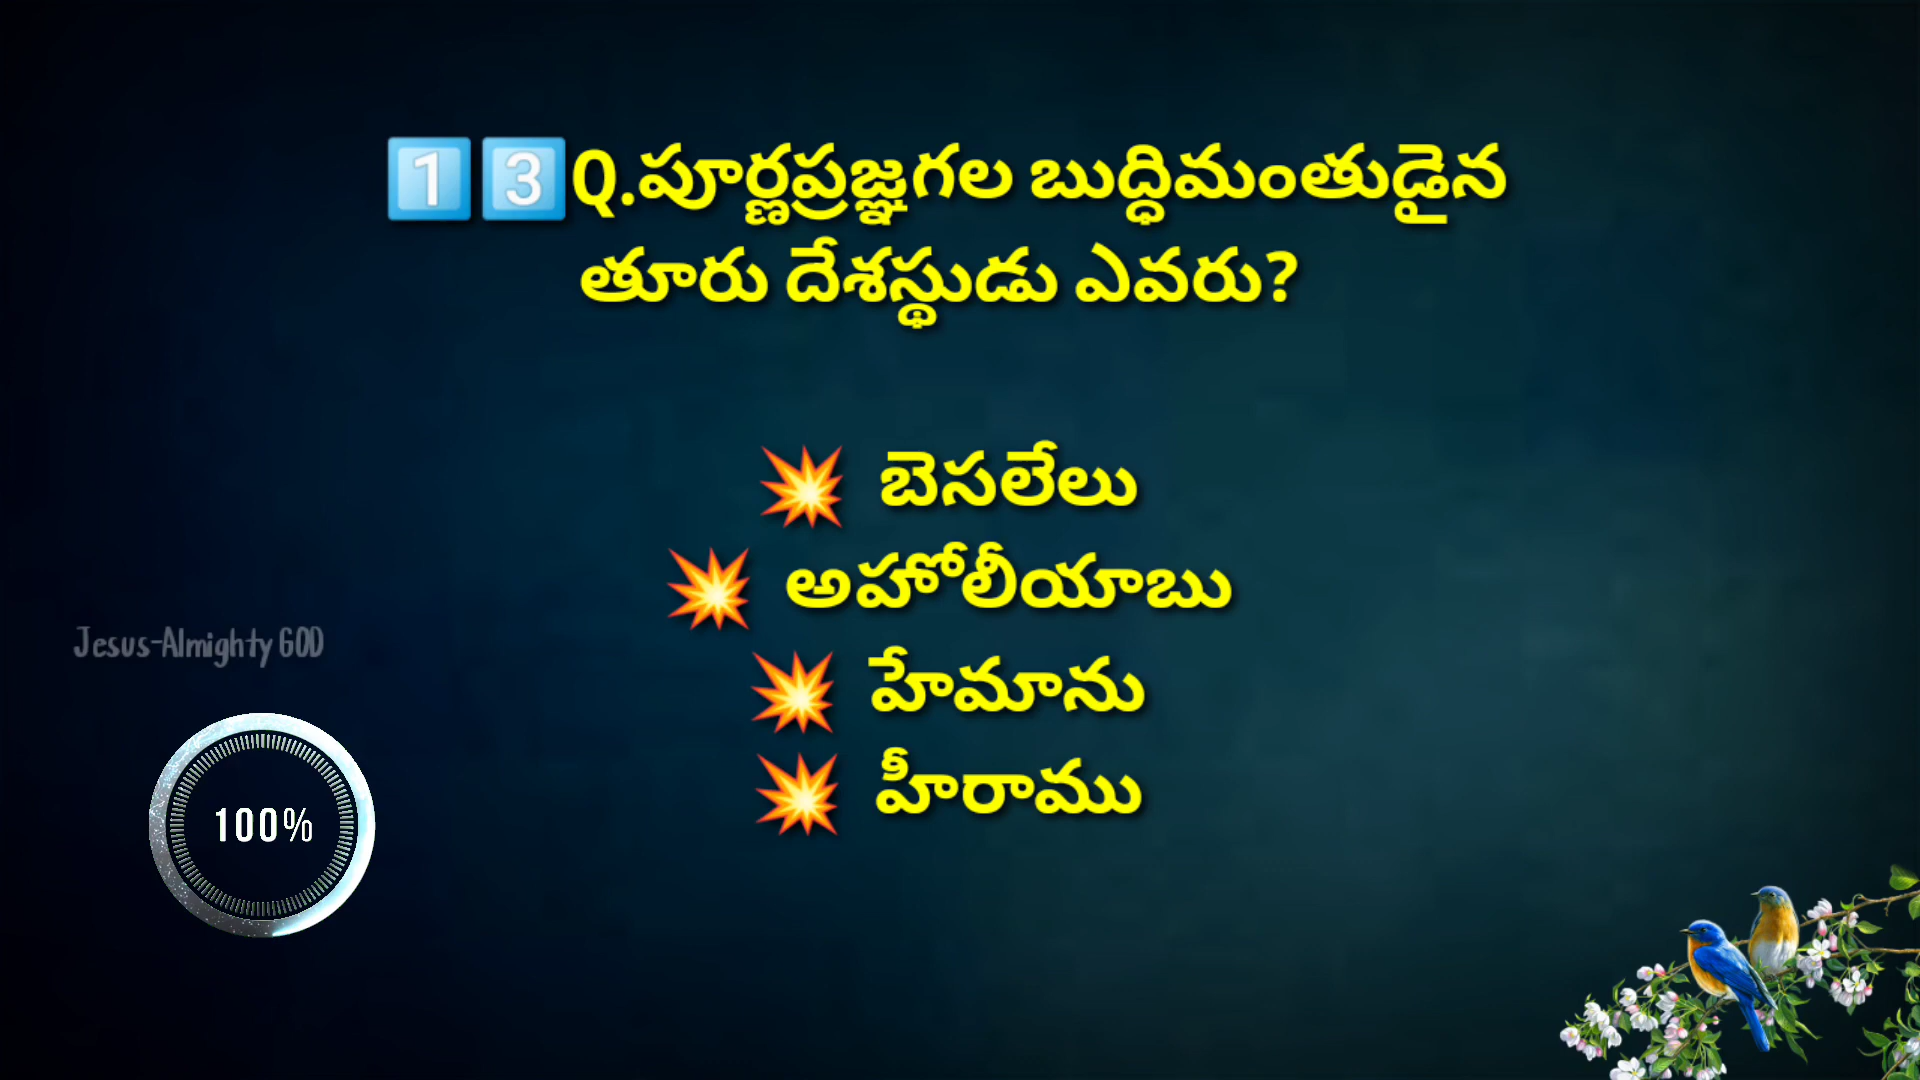 1️⃣3️⃣Q.పూర్ణప్రజ్ఞగల బుద్ధిమంతుడైన
తూరు దేశస్థుడు ఎవరు?
💥 బెసలేలు
💥 అహోలీయాబు
💥 హేమాను
💥 హీరాము
Jesus-Almighty GOD
100%